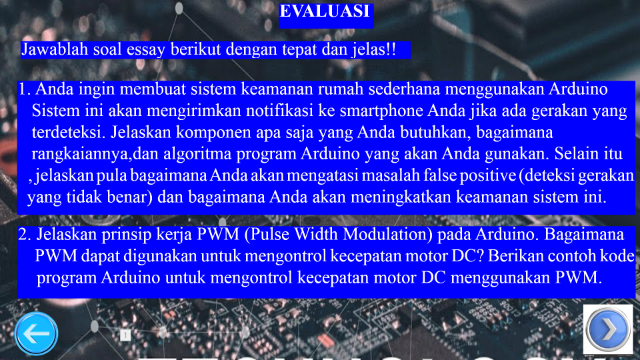 EVALUASI
Jawablah soal essay berikut dengan tepat dan jelas!!
1. Anda ingin membuat sistem keamanan rumah sederhana menggunakan Arduino
Sistem ini akan mengirimkan notifikasi ke smartphone Anda jika ada gerakan yang
terdeteksi. Jelaskan komponen apa saja yang Anda butuhkan, bagaimana
rangkaiannya,dan algoritma program Arduino yang akan Anda gunakan. Selain itu
, jelaskan pula bagaimana Anda akan mengatasi masalah false positive (deteksi gerakan
yang tidak benar) dan bagaimana Anda akan meningkatkan keamanan sistem ini.
2. Jelaskan prinsip kerja PWM (Pulse Width Modulation) pada Arduino. Bagaimana
PWM dapat digunakan untuk mengontrol kecepatan motor DC? Berikan contoh kode
program Arduino untuk mengontrol kecepatan motor DC menggunakan PWM.
1